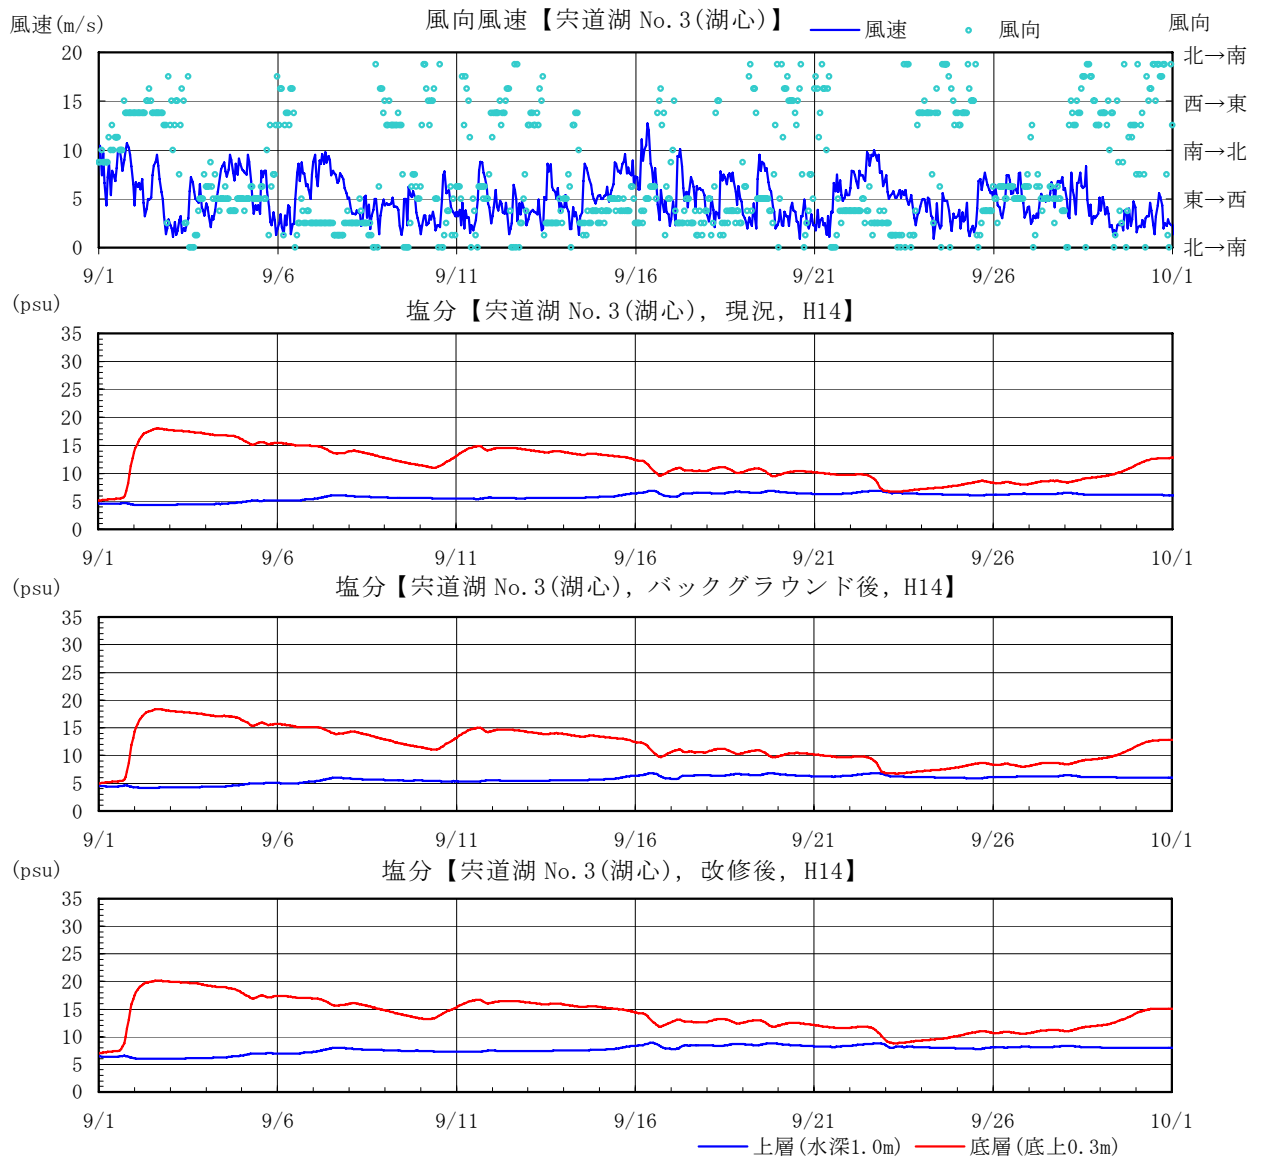 風速(m/s)
風向風速【宍道湖 No.3(湖心)】
風速
風向
風向
20
15
10
5
0
北→南
西→東
南→北
東→西
北→南
9/1 9/6 9/11 9/16 9/21 9/26 10/1
(psu)
塩分【宍道湖 No.3(湖心), 現況, H14】
35
30
25
20
15
10
5
0
9/1 9/6 9/11 9/16 9/21 9/26 10/1
(psu)
塩分【宍道湖 No.3(湖心), バックグラウンド後, H14】
35
30
25
20
15
10
5
0
9/1 9/6 9/11 9/16 9/21 9/26 10/1
(psu)
塩分【宍道湖 No.3(湖心), 改修後, H14】
35
30
25
20
15
10
5
0
9/1 9/6 9/11 9/16 9/21 9/26 10/1
上層(水深1.0m) 底層(底上0.3m)